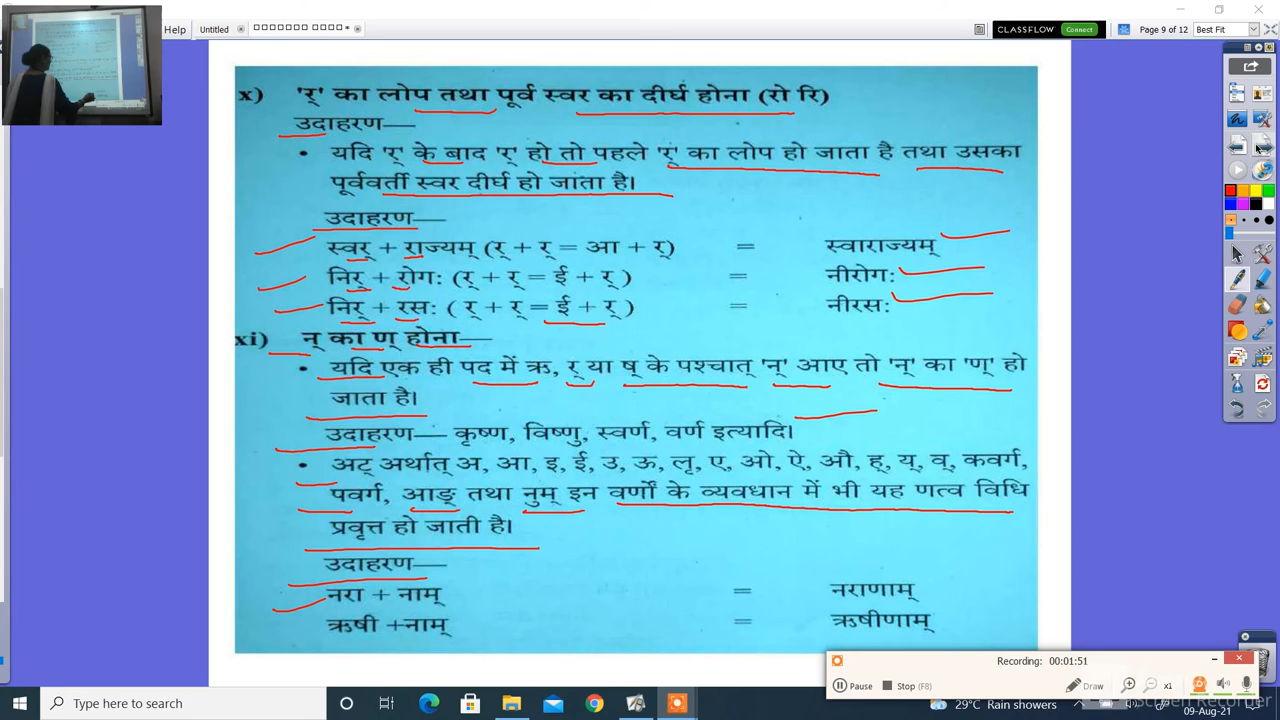 Help
Untitled
CLASSFLOW Connect
Page 9 of 12
Best Fit
x) 'र्' का लोप तथा पूर्व स्वर का दीर्घ होना (रो रि)
उदाहरण—
• यदि 'र्' के बाद 'र्' हो तो पहले 'र्' का लोप हो जाता है तथा उसका
पूर्ववर्ती स्वर दीर्घ हो जाता है।
उदाहरण—
स्वर् + राज्यम् (र् + र् = आ + र्) = स्वाराज्यम्
निर् + रोग: (र् + र् = ई + र्) = नीरोग:
निर् + रस: (र् + र् = ई + र्) = नीरस:
xi) न् का ण् होना—
• यदि एक ही पद में ऋ, र् या ष् के पश्चात् 'न्' आए तो 'न्' का 'ण्' हो
जाता है।
उदाहरण— कृष्ण, विष्णु, स्वर्ण, वर्ण इत्यादि।
• अट् अर्थात् अ, आ, इ, ई, उ, ऊ, लृ, ए, ओ, ऐ, औ, ह्, य्, व्, कवर्ग,
पवर्ग, आङ् तथा नुम् इन वर्णों के व्यवधान में भी यह णत्व विधि
प्रवृत्त हो जाती है।
उदाहरण—
नरा + नाम् = नराणाम्
ऋषी +नाम् = ऋषीणाम्
Recording: 00:01:51
Pause
Stop (F8)
Draw
x1
Screencast Recorder
Type here to search
29°C Rain showers
09-Aug-21